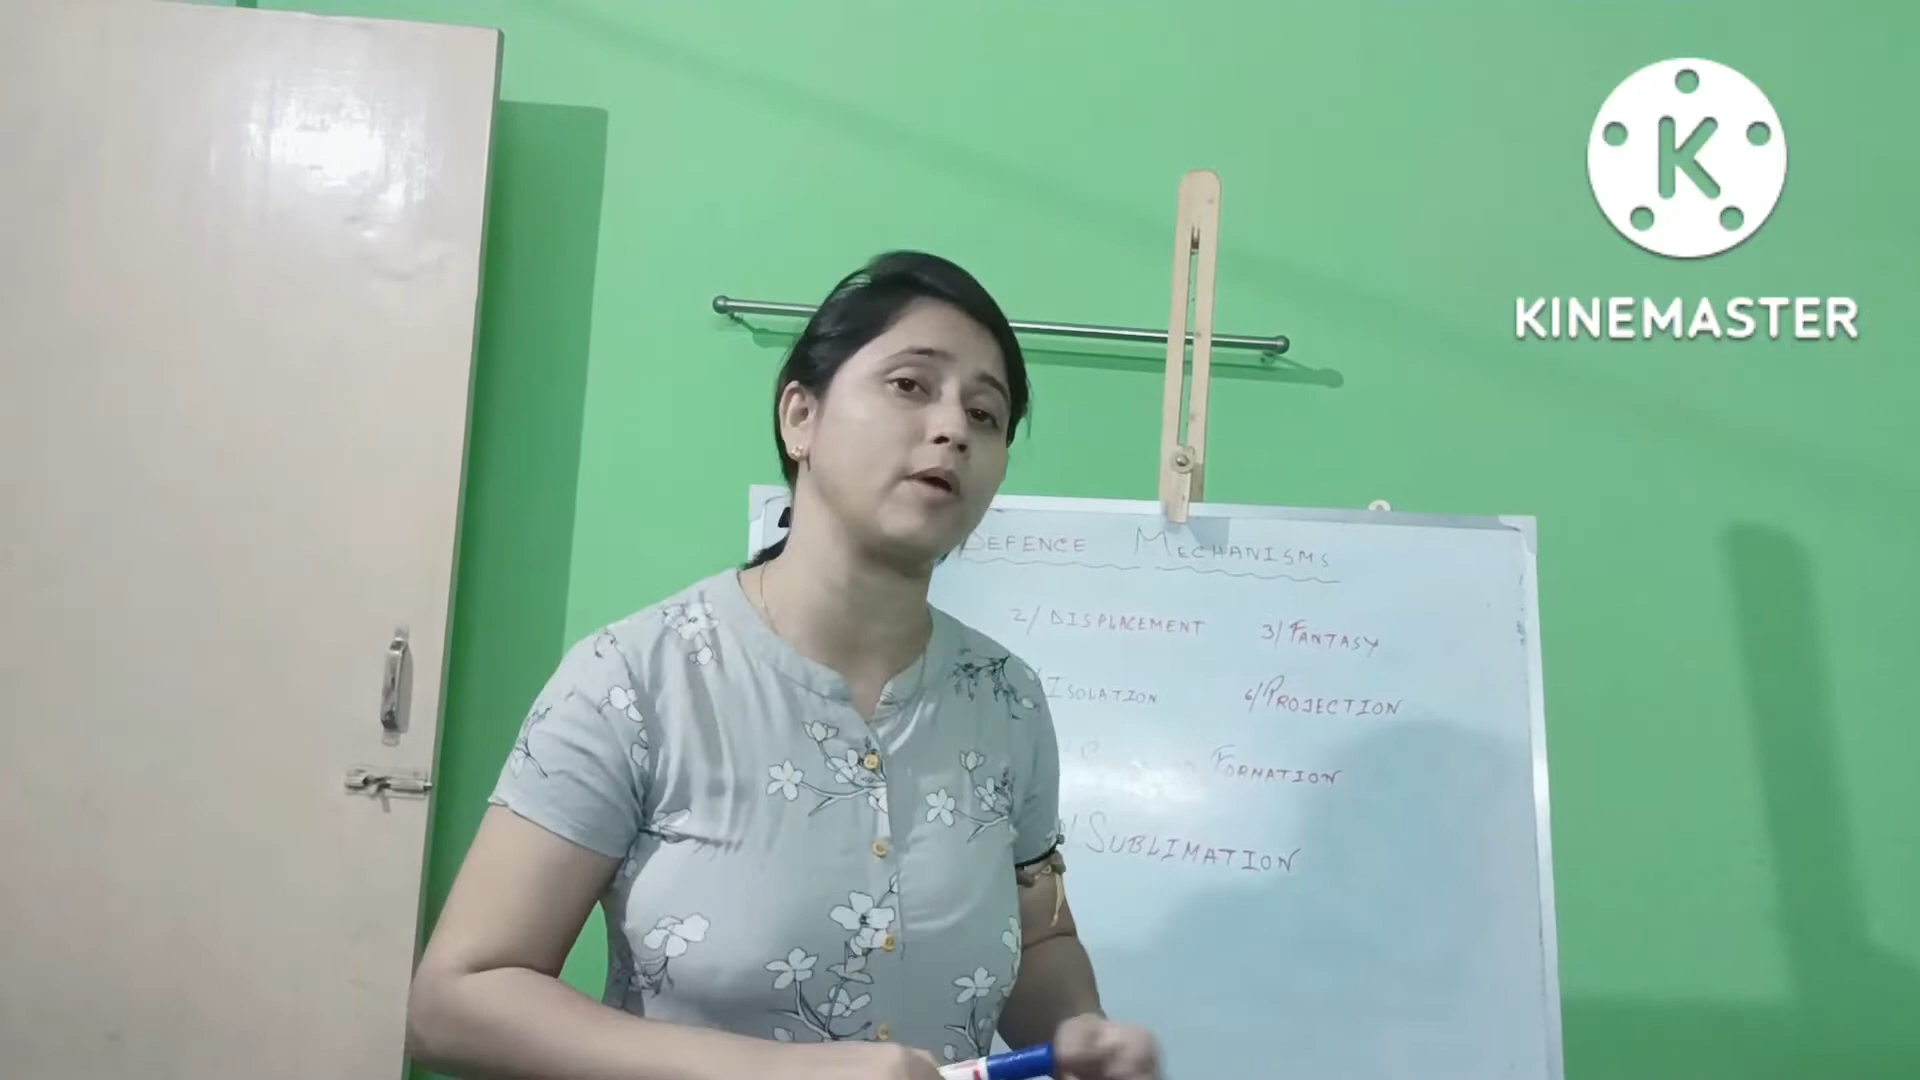 K
KINEMASTER
DEFENCE MECHANISMS
2/ DISPLACEMENT 3/ FANTASY
ISOLATION 6/ PROJECTION
FORMATION
SUBLIMATION